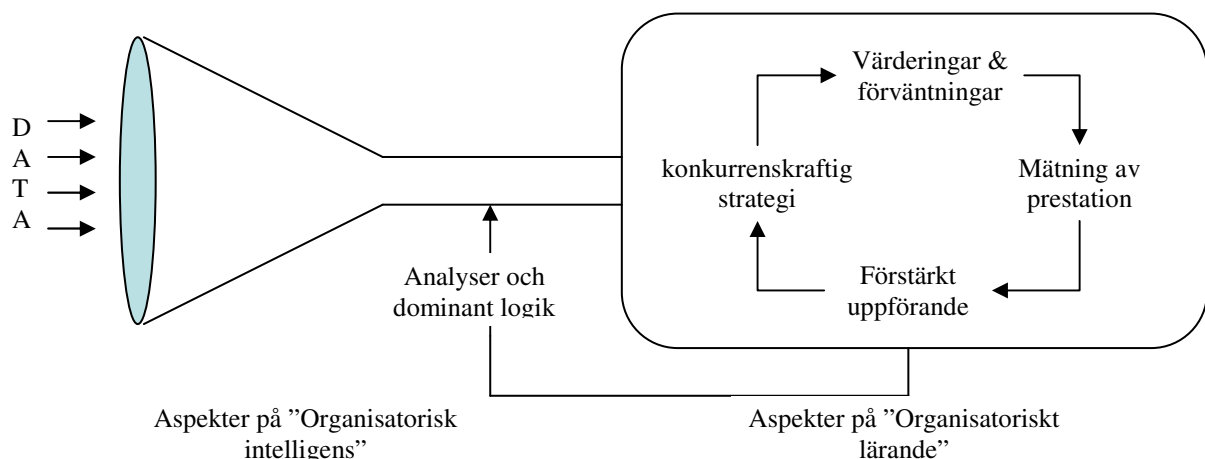 D
A
T
A
Värderingar &
förväntningar
konkurrenskraftig
strategi
Mätning av
prestation
Förstärkt
uppförande
Analyser och
dominant logik
Aspekter på ”Organisatorisk
intelligens”
Aspekter på ”Organisatoriskt
lärande”